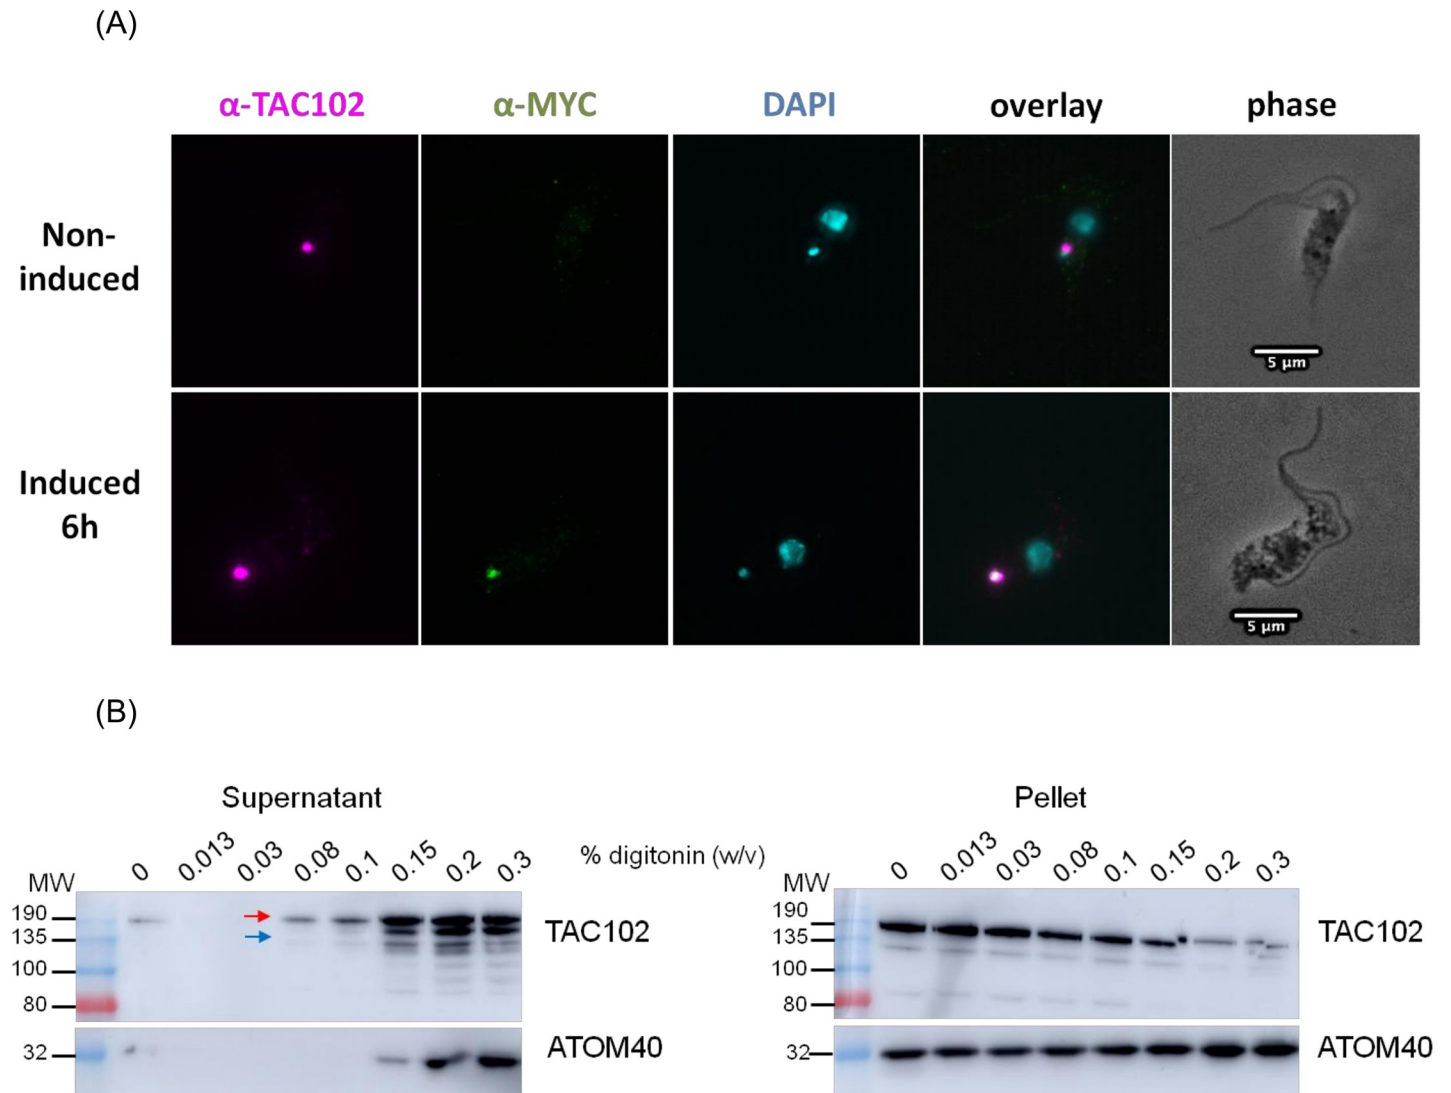 (A)
α-TAC102 α-MYC DAPI overlay phase
Non-
induced
5 μm
Induced
6h
5 μm
(B)
Supernatant
Pellet
% digitonin (w/v)
MW 0 0.013 0.03 0.08 0.1 0.15 0.2 0.3
190
135
100
80
TAC102
32
ATOM40
MW 0 0.013 0.03 0.08 0.1 0.15 0.2 0.3
190
135
100
80
TAC102
32
ATOM40